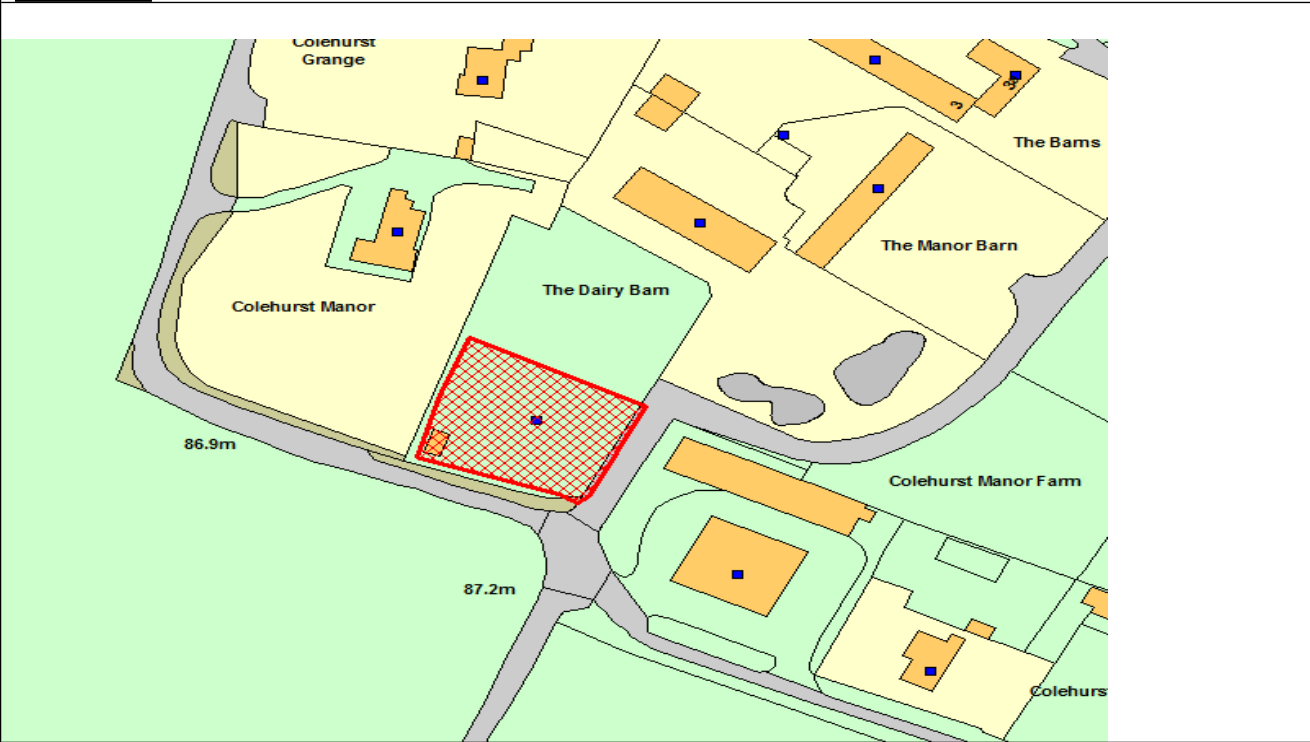 Colehurst
Grange
3
The Barns
The Manor Barn
The Dairy Barn
Colehurst Manor
86.9m
Colehurst Manor Farm
87.2m
Colehurs